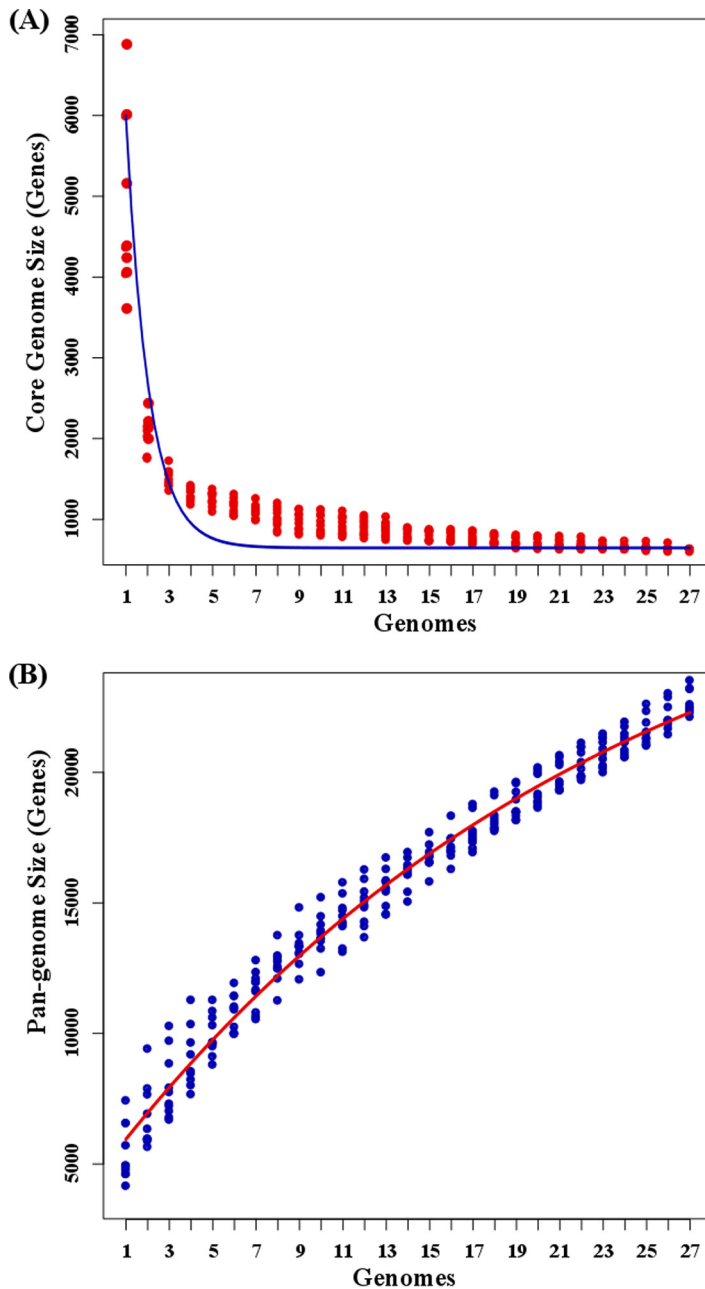 (A)
Core Genome Size (Genes)
7000
6000
5000
4000
3000
2000
1000
1 3 5 7 9 11 13 15 17 19 21 23 25 27
Genomes
(B)
Pan-genome Size (Genes)
20000
15000
10000
5000
1 3 5 7 9 11 13 15 17 19 21 23 25 27
Genomes